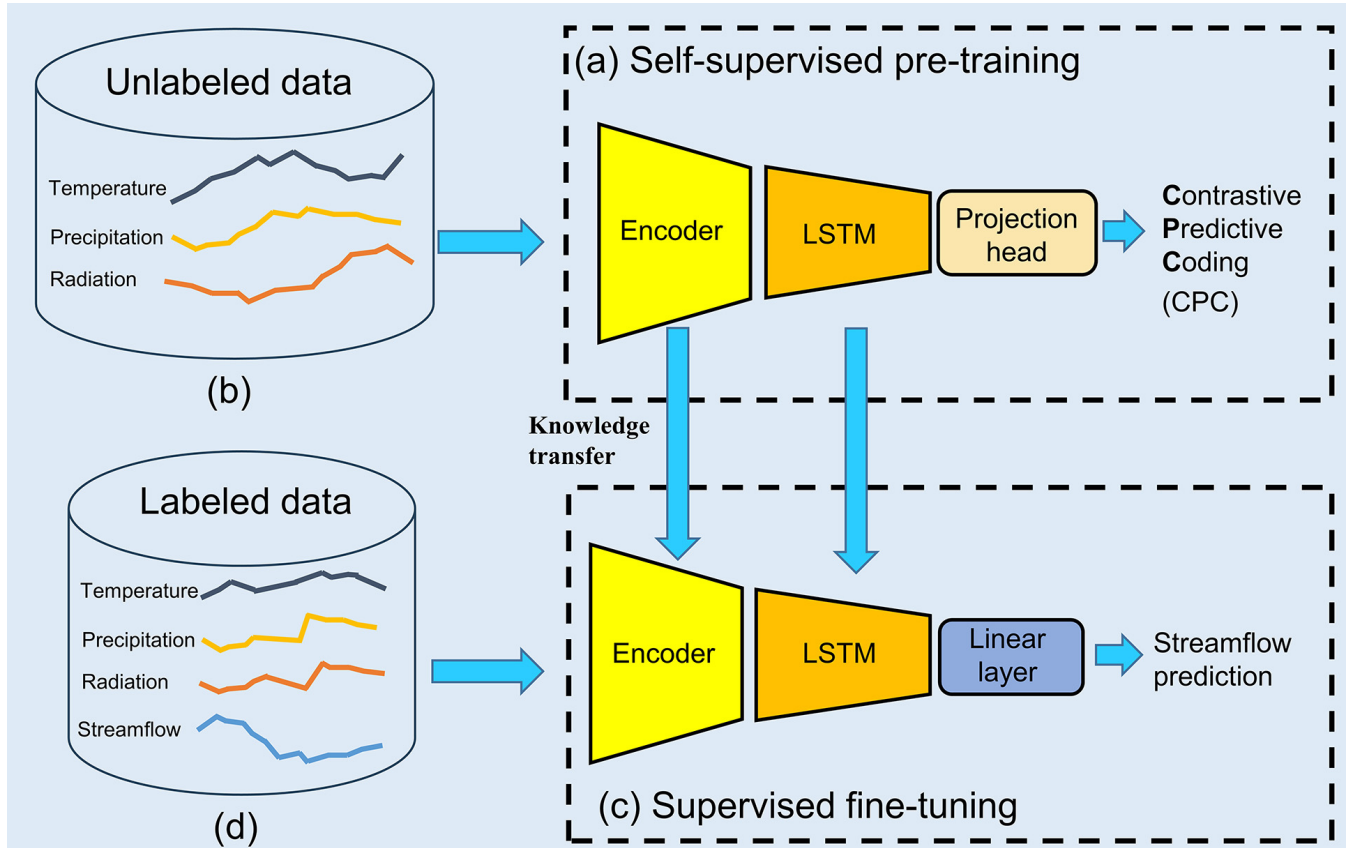 Unlabeled data
Temperature
Precipitation
Radiation
(b)
(a) Self-supervised pre-training
Encoder
LSTM
Projection
head
Contrastive
Predictive
Coding
(CPC)
Knowledge
transfer
Labeled data
Temperature
Precipitation
Radiation
Streamflow
(d)
Encoder
LSTM
Linear
layer
Streamflow
prediction
(c) Supervised fine-tuning